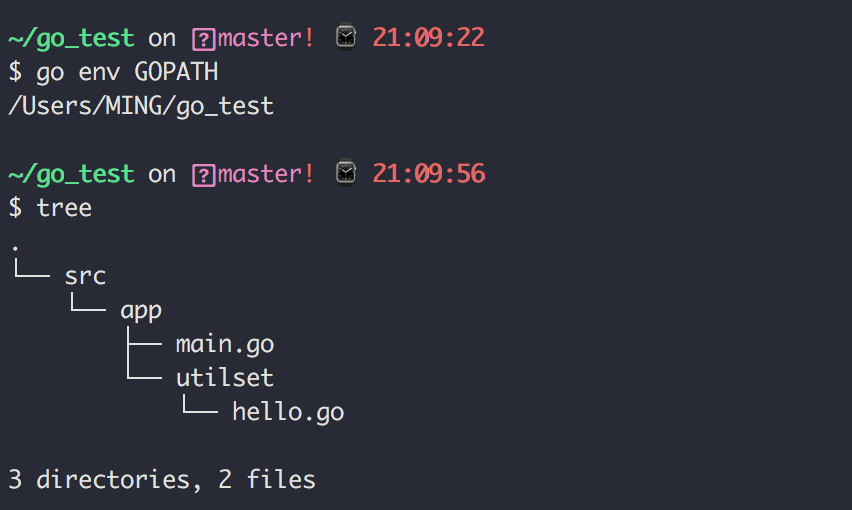 ~/go_test on master! ⌚ 21:09:22
$ go env GOPATH
/Users/MING/go_test
~/go_test on master! ⌚ 21:09:56
$ tree
.
└── src
    └── app
        ├── main.go
        └── utilset
            └── hello.go
3 directories, 2 files